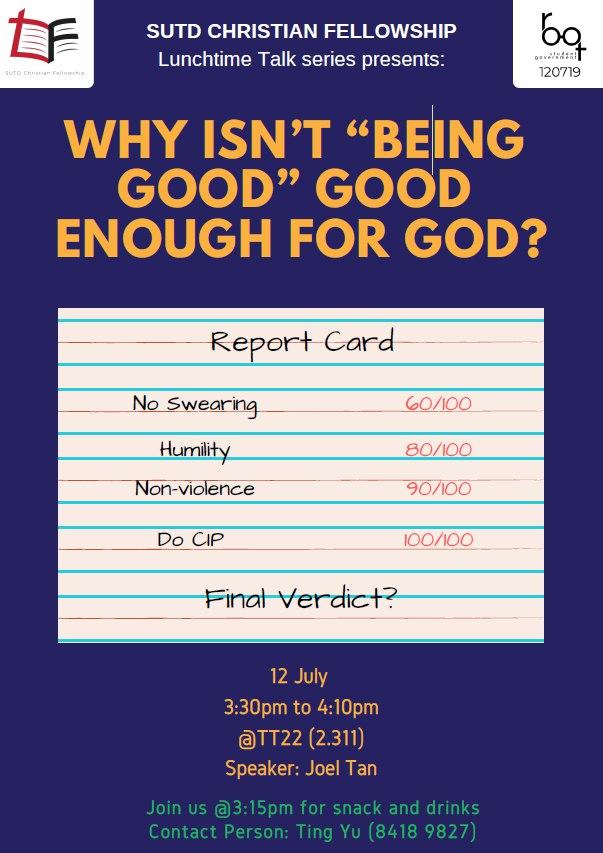 SUTD CHRISTIAN FELLOWSHIP
Lunchtime Talk series presents:
tF
SUTD Christian Fellowship
root
student
government
120719
WHY ISN'T “BEING
GOOD” GOOD
ENOUGH FOR GOD?
Report Card
No Swearing 60/100
Humility 80/100
Non-violence 90/100
Do CIP 100/100
Final Verdict?
12 July
3:30pm to 4:10pm
@TT22 (2.311)
Speaker: Joel Tan
Join us @3:15pm for snack and drinks
Contact Person: Ting Yu (8418 9827)